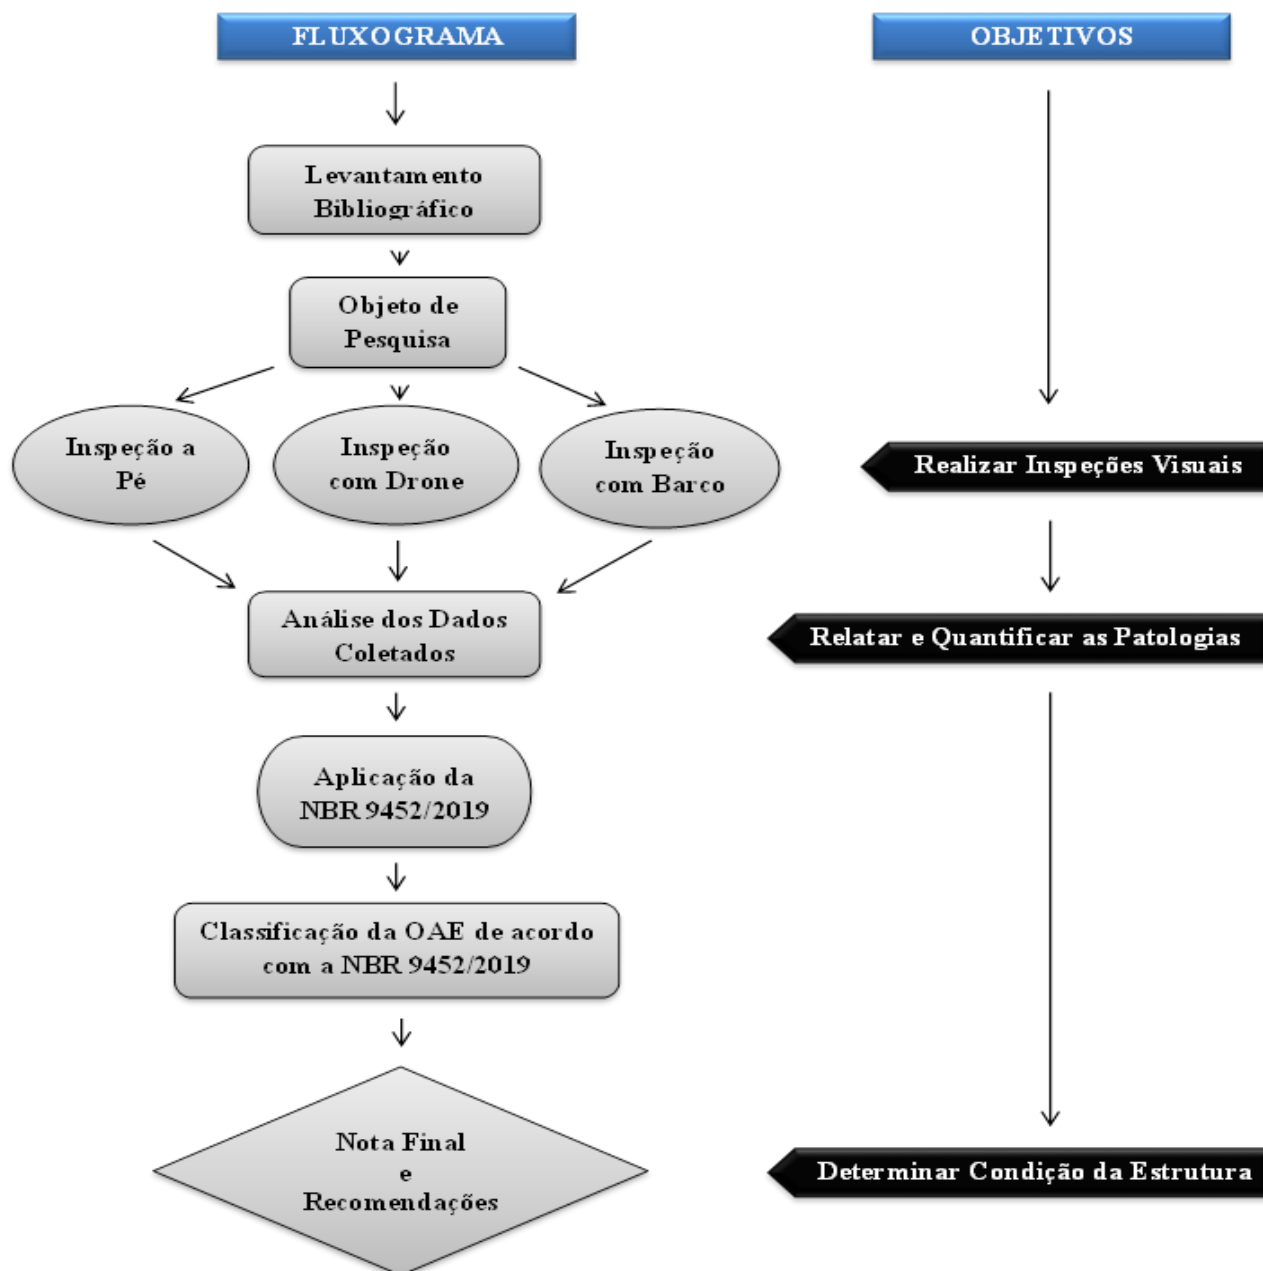 FLUXOGRAMA
OBJETIVOS
Levantamento
Bibliográfico
Objeto de
Pesquisa
Inspeção a
Pé
Inspeção
com Drone
Inspeção
com Barco
Realizar Inspeções Visuais
Análise dos Dados
Coletados
Relatar e Quantificar as Patologias
Aplicação da
NBR 9452/2019
Classificação da OAE de acordo
com a NBR 9452/2019
Nota Final
e
Recomendações
Determinar Condição da Estrutura